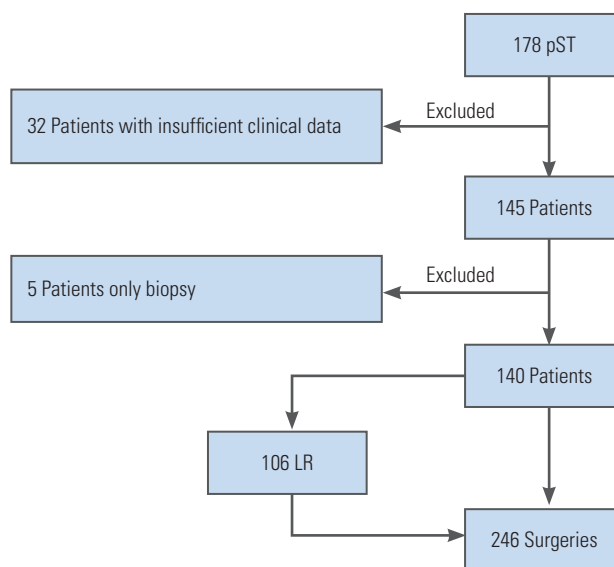 178 pST
Excluded
32 Patients with insufficient clinical data
145 Patients
Excluded
5 Patients only biopsy
140 Patients
106 LR
246 Surgeries